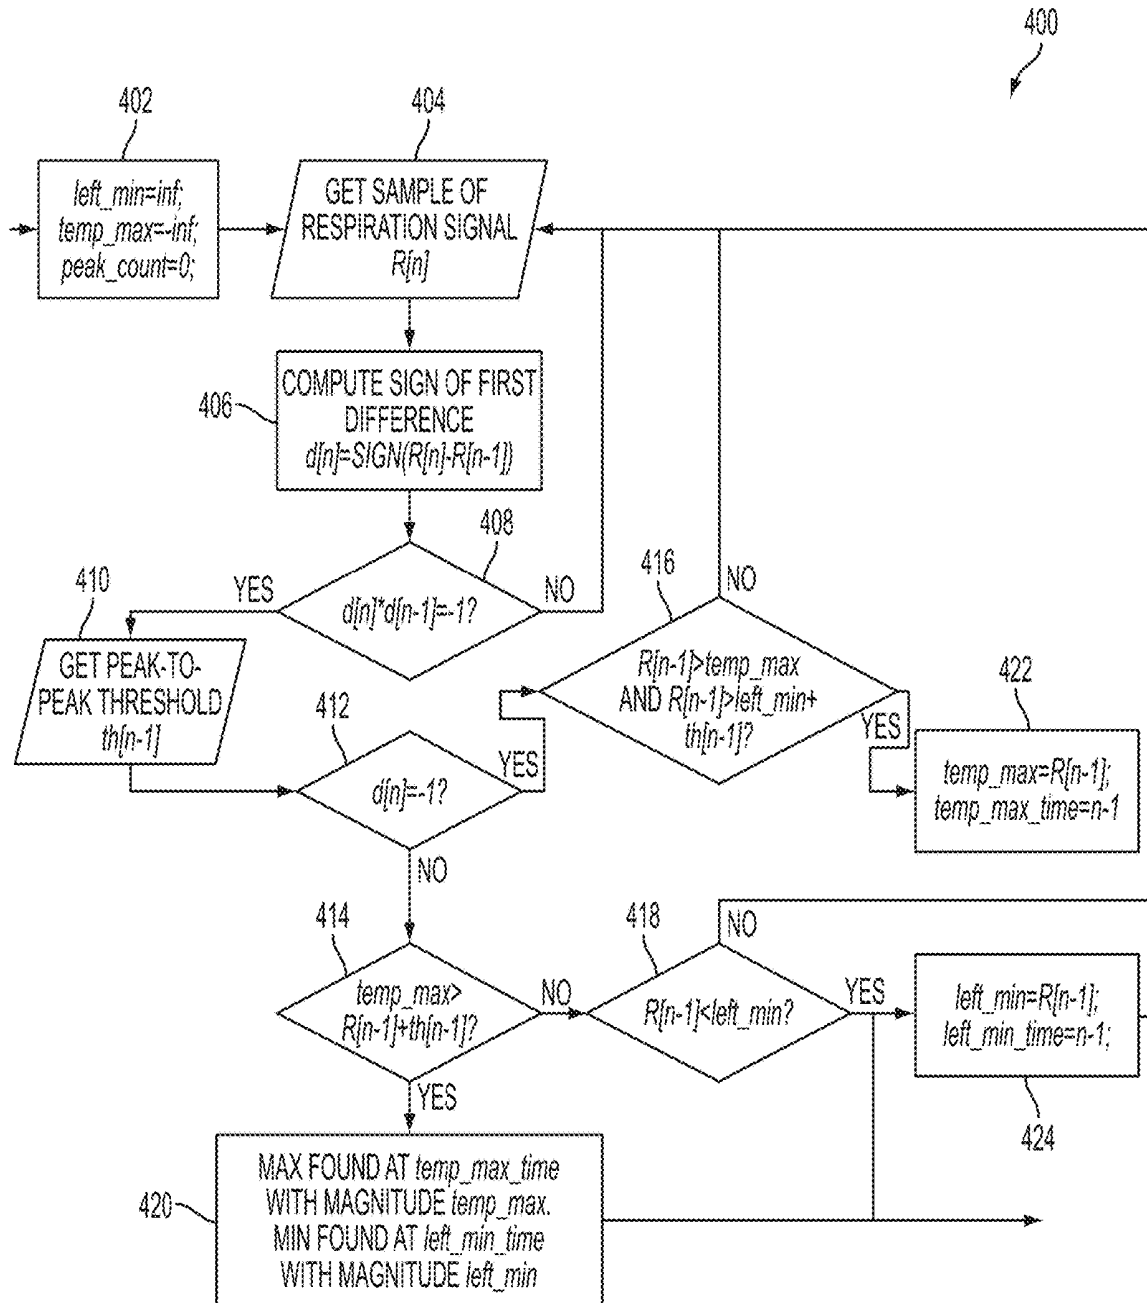 400
402
left_min=inf;
temp_max=-inf;
peak_count=0;
404
GET SAMPLE OF
RESPIRATION SIGNAL
R[n]
406
COMPUTE SIGN OF FIRST
DIFFERENCE
d[n]=SIGN(R[n]-R[n-1])
408
d[n]*d[n-1]=-1?
YES
NO
410
GET PEAK-TO-
PEAK THRESHOLD
th[n-1]
412
d[n]=-1?
YES
NO
416
R[n-1]>temp_max
AND R[n-1]>left_min+
th[n-1]?
NO
YES
422
temp_max=R[n-1];
temp_max_time=n-1
414
temp_max>
R[n-1]+th[n-1]?
NO
YES
418
R[n-1]<left_min?
NO
YES
left_min=R[n-1];
left_min_time=n-1;
424
420
MAX FOUND AT temp_max_time
WITH MAGNITUDE temp_max.
MIN FOUND AT left_min_time
WITH MAGNITUDE left_min